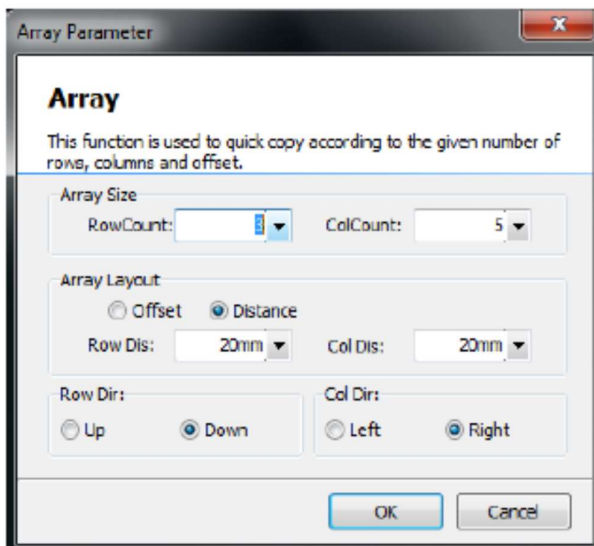 Array Parameter
Array
This function is used to quick copy according to the given number of
rows, columns and offset.
Array Size
RowCount: 3 ColCount: 5
Array Layout
Offset Distance
Row Dis: 20mm Col Dis: 20mm
Row Dir: Col Dir:
Up Down Left Right
OK Cancel